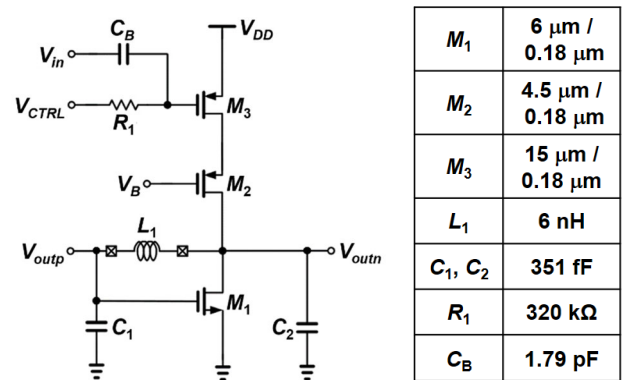 C_B
V_DD
V_in
V_CTRL
R_1
M_3
V_B
M_2
L_1
V_outp
V_outn
M_1
C_1
C_2
M_1
6 μm /
0.18 μm
M_2
4.5 μm /
0.18 μm
M_3
15 μm /
0.18 μm
L_1
6 nH
C_1, C_2
351 fF
R_1
320 kΩ
C_B
1.79 pF